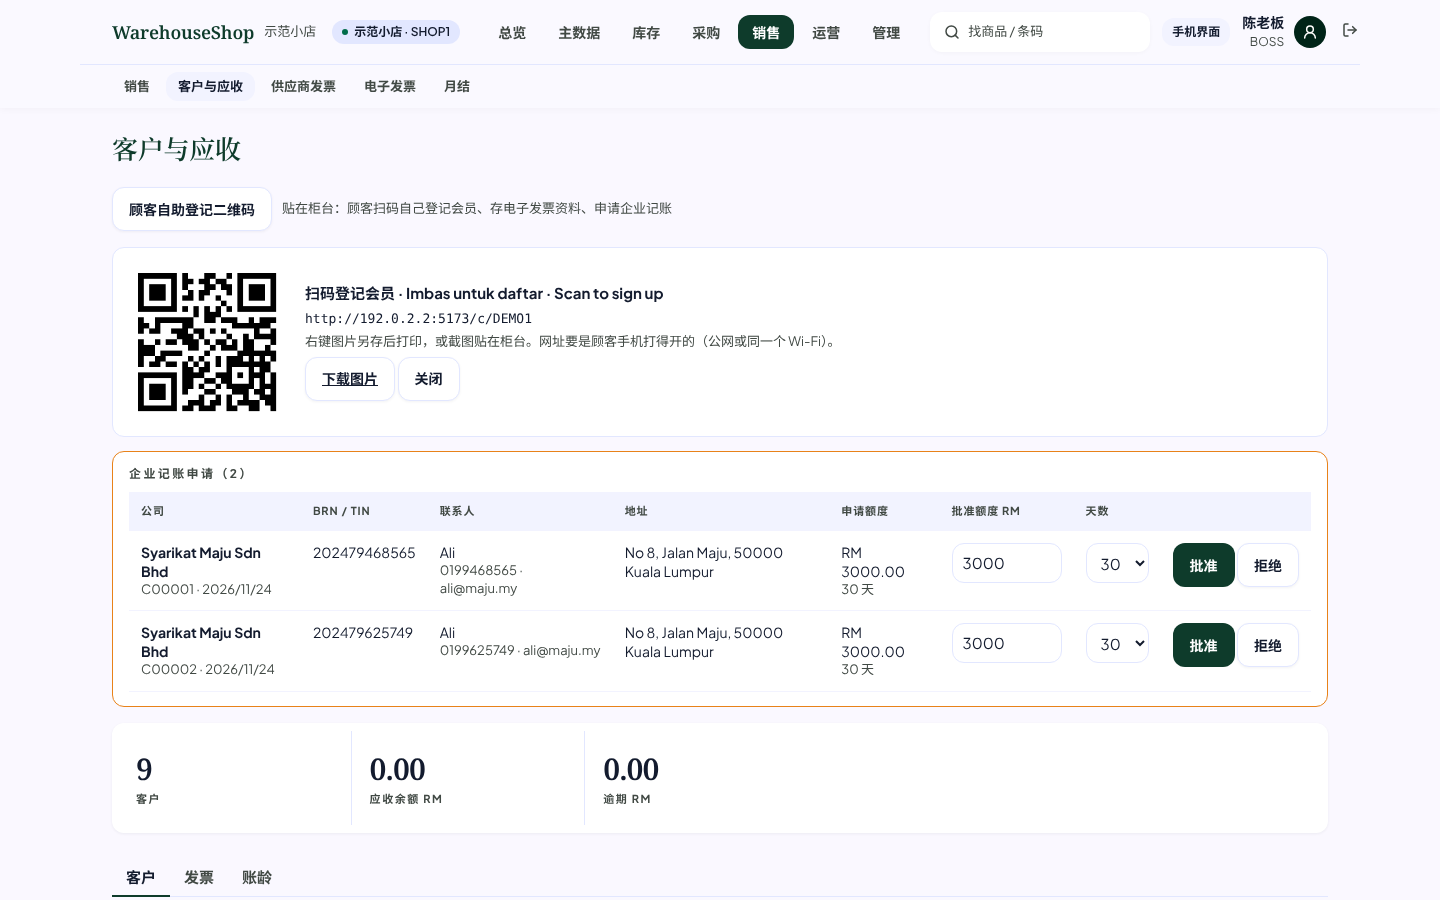 WarehouseShop 示范小店 示范小店 · SHOP1 总览 主数据 库存 采购 销售 运营 管理 找商品 / 条码 手机界面 陈老板
BOSS
销售 客户与应收 供应商发票 电子发票 月结
客户与应收
顾客自助登记二维码 贴在柜台：顾客扫码自己登记会员、存电子发票资料、申请企业记账
扫码登记会员 · Imbas untuk daftar · Scan to sign up
http://192.0.2.2:5173/c/DEMO1
右键图片另存后打印，或截图贴在柜台。网址要是顾客手机打得开的（公网或同一个 Wi-Fi）。
下载图片 关闭
企业记账申请（2）
公司 BRN / TIN 联系人 地址 申请额度 批准额度 RM 天数
Syarikat Maju Sdn 202479468565 Ali No 8, Jalan Maju, 50000 RM 3000 30 批准 拒绝
Bhd 0199468565 · Kuala Lumpur 3000.00
C00001 · 2026/11/24 ali@maju.my 30 天
Syarikat Maju Sdn 202479625749 Ali No 8, Jalan Maju, 50000 RM 3000 30 批准 拒绝
Bhd 0199625749 · ali@maju.my Kuala Lumpur 3000.00
C00002 · 2026/11/24 30 天
9 0.00 0.00
客户 应收余额 RM 逾期 RM
客户 发票 账龄